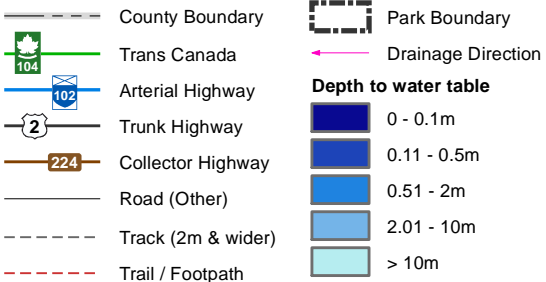 County Boundary
104
Trans Canada
102
Arterial Highway
2
Trunk Highway
224
Collector Highway
Road (Other)
Track (2m & wider)
Trail / Footpath
Park Boundary
Drainage Direction
Depth to water table
0 - 0.1m
0.11 - 0.5m
0.51 - 2m
2.01 - 10m
> 10m